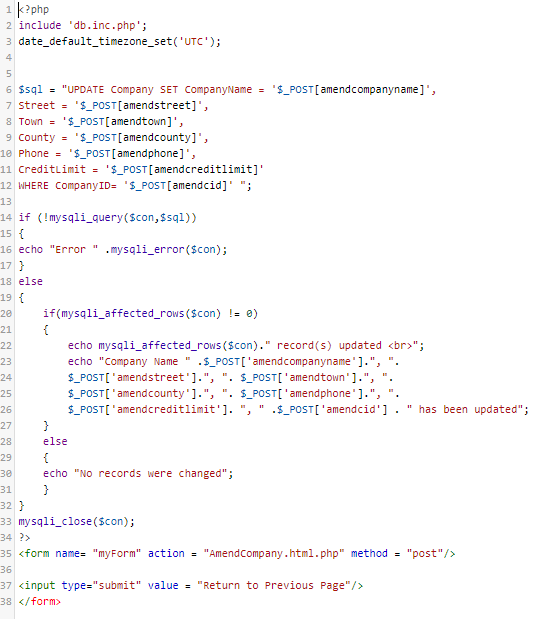 1 <?php
2 include 'db.inc.php';
3 date_default_timezone_set('UTC');
4
5
6 $sql = "UPDATE Company SET CompanyName = '$_POST[amendcompanyname]',
7 Street = '$_POST[amendstreet]',
8 Town = '$_POST[amendtown]',
9 County = '$_POST[amendcounty]',
10 Phone = '$_POST[amendphone]',
11 CreditLimit = '$_POST[amendcreditlimit]'
12 WHERE CompanyID= '$_POST[amendcid]' ";
13
14 if (!mysqli_query($con,$sql))
15 {
16 echo "Error " .mysqli_error($con);
17 }
18 else
19 {
20     if(mysqli_affected_rows($con) != 0)
21     {
22         echo mysqli_affected_rows($con)." record(s) updated <br>";
23         echo "Company Name " .$_POST['amendcompanyname'].", ".
24         $_POST['amendstreet'].", ". $_POST['amendtown'].", ".
25         $_POST['amendcounty'].", ". $_POST['amendphone'].", ".
26         $_POST['amendcreditlimit']. ", " .$_POST['amendcid'] . " has been updated";
27     }
28     else
29     {
30     echo "No records were changed";
31     }
32 }
33 mysqli_close($con);
34 ?>
35 <form name= "myForm" action = "AmendCompany.html.php" method = "post"/>
36
37 <input type="submit" value = "Return to Previous Page"/>
38 </form>